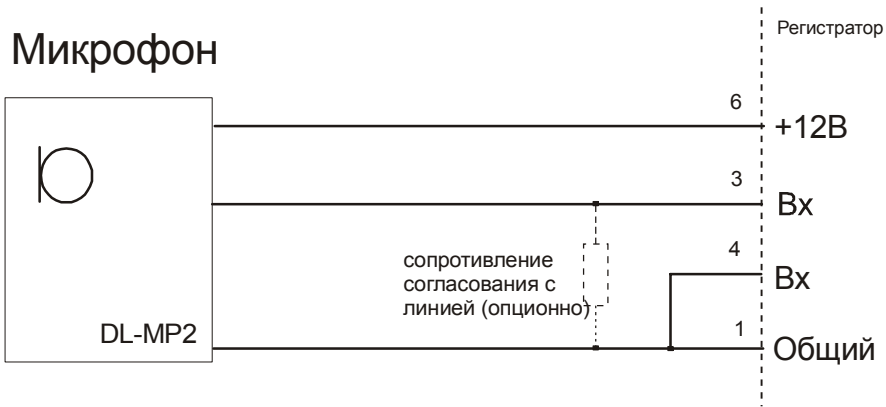 Регистратор
Микрофон
6
+12В
3
Вх
сопротивление
согласования с
линией (опционно)
4
Вх
DL-MP2
1
Общий